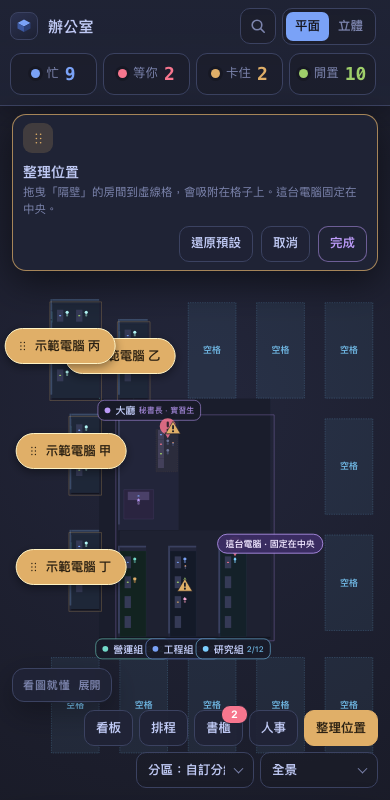 辦公室
平面
立體
忙 9
等你 2
卡住 2
閒置 10
整理位置
拖曳「隔壁」的房間到虛線格，會吸附在格子上。這台電腦固定在
中央。
還原預設
取消
完成
空格
空格
空格
示範電腦 丙
電腦 乙
大廳 秘書長 · 實習生
示範電腦 甲
空格
這台電腦 · 固定在中央
示範電腦 丁
空格
營運組
工程組
研究組 2/12
看圖就懂 展開
空格
空格
空格
空格
空格
看板
排程
書櫃
2
人事
整理位置
分區：自訂分
全景